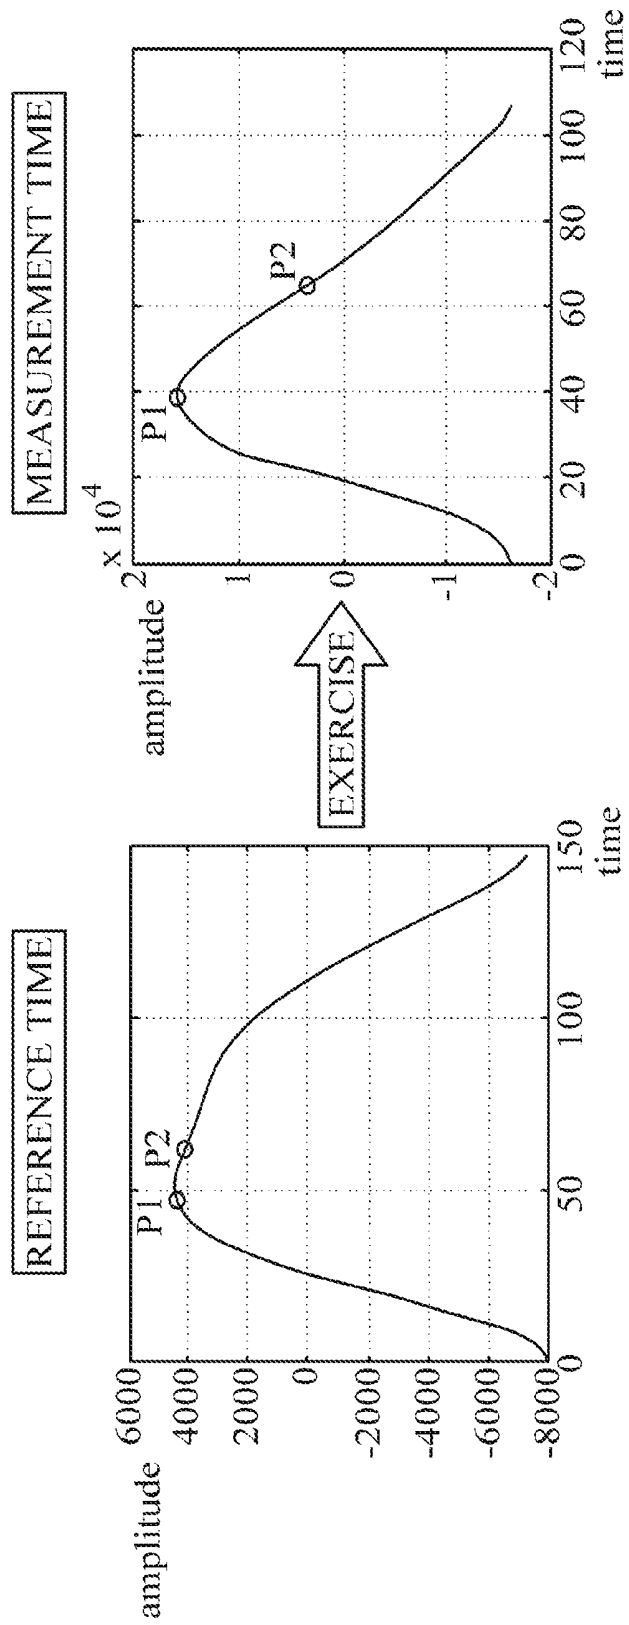 REFERENCE TIME
amplitude
6000
4000
2000
0
-2000
-4000
-6000
-8000
P1
P2
0
50
100
150
time
EXERCISE
MEASUREMENT TIME
amplitude
x 10^4
2
1
0
-1
-2
P1
P2
0
20
40
60
80
100
120
time